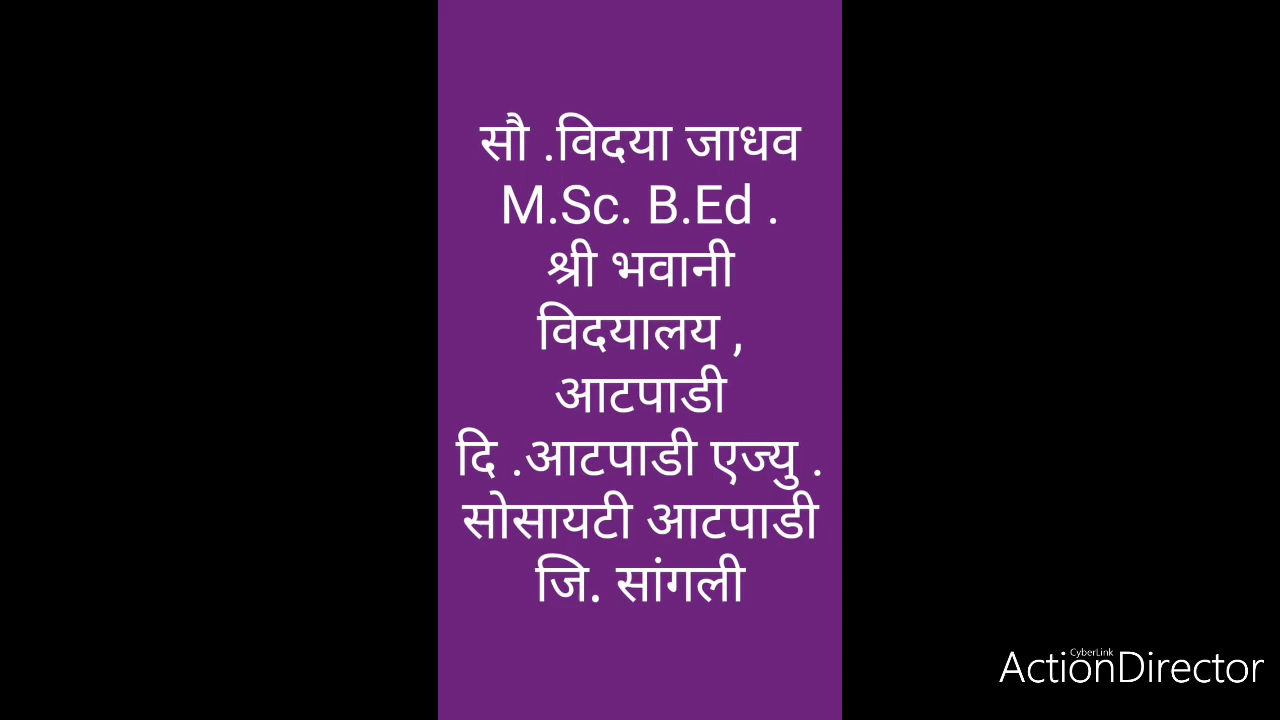 सौ .विदया जाधव
M.Sc. B.Ed .
श्री भवानी
विदयालय ,
आटपाडी
दि .आटपाडी एज्यु .
सोसायटी आटपाडी
जि. सांगली
CyberLink
ActionDirector